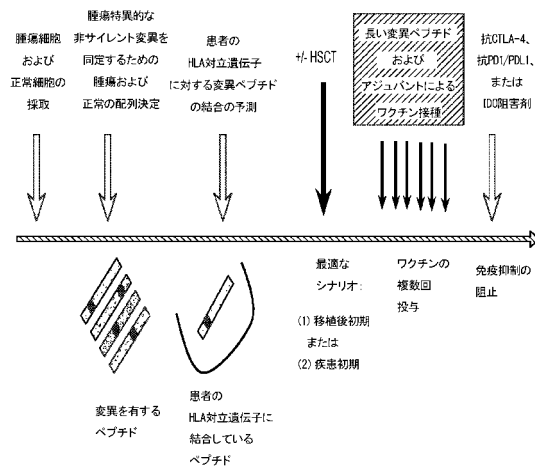 腫瘍細胞
および
正常細胞の
採取
腫瘍特異的な
非サイレント変異を
同定するための
腫瘍および
正常の配列決定
患者の
HLA対立遺伝子
に対する変異ペプチド
の結合の予測
+/- HSCT
長い変異ペプチド
および
アジュバントによる
ワクチン接種
抗CTLA-4、
抗PD1/PDL1、
または
IDO阻害剤
変異を有する
ペプチド
患者の
HLA対立遺伝子に
結合している
ペプチド
最適な
シナリオ:
(1) 移植後初期
または
(2) 疾患初期
ワクチンの
複数回
投与
免疫抑制の
阻止